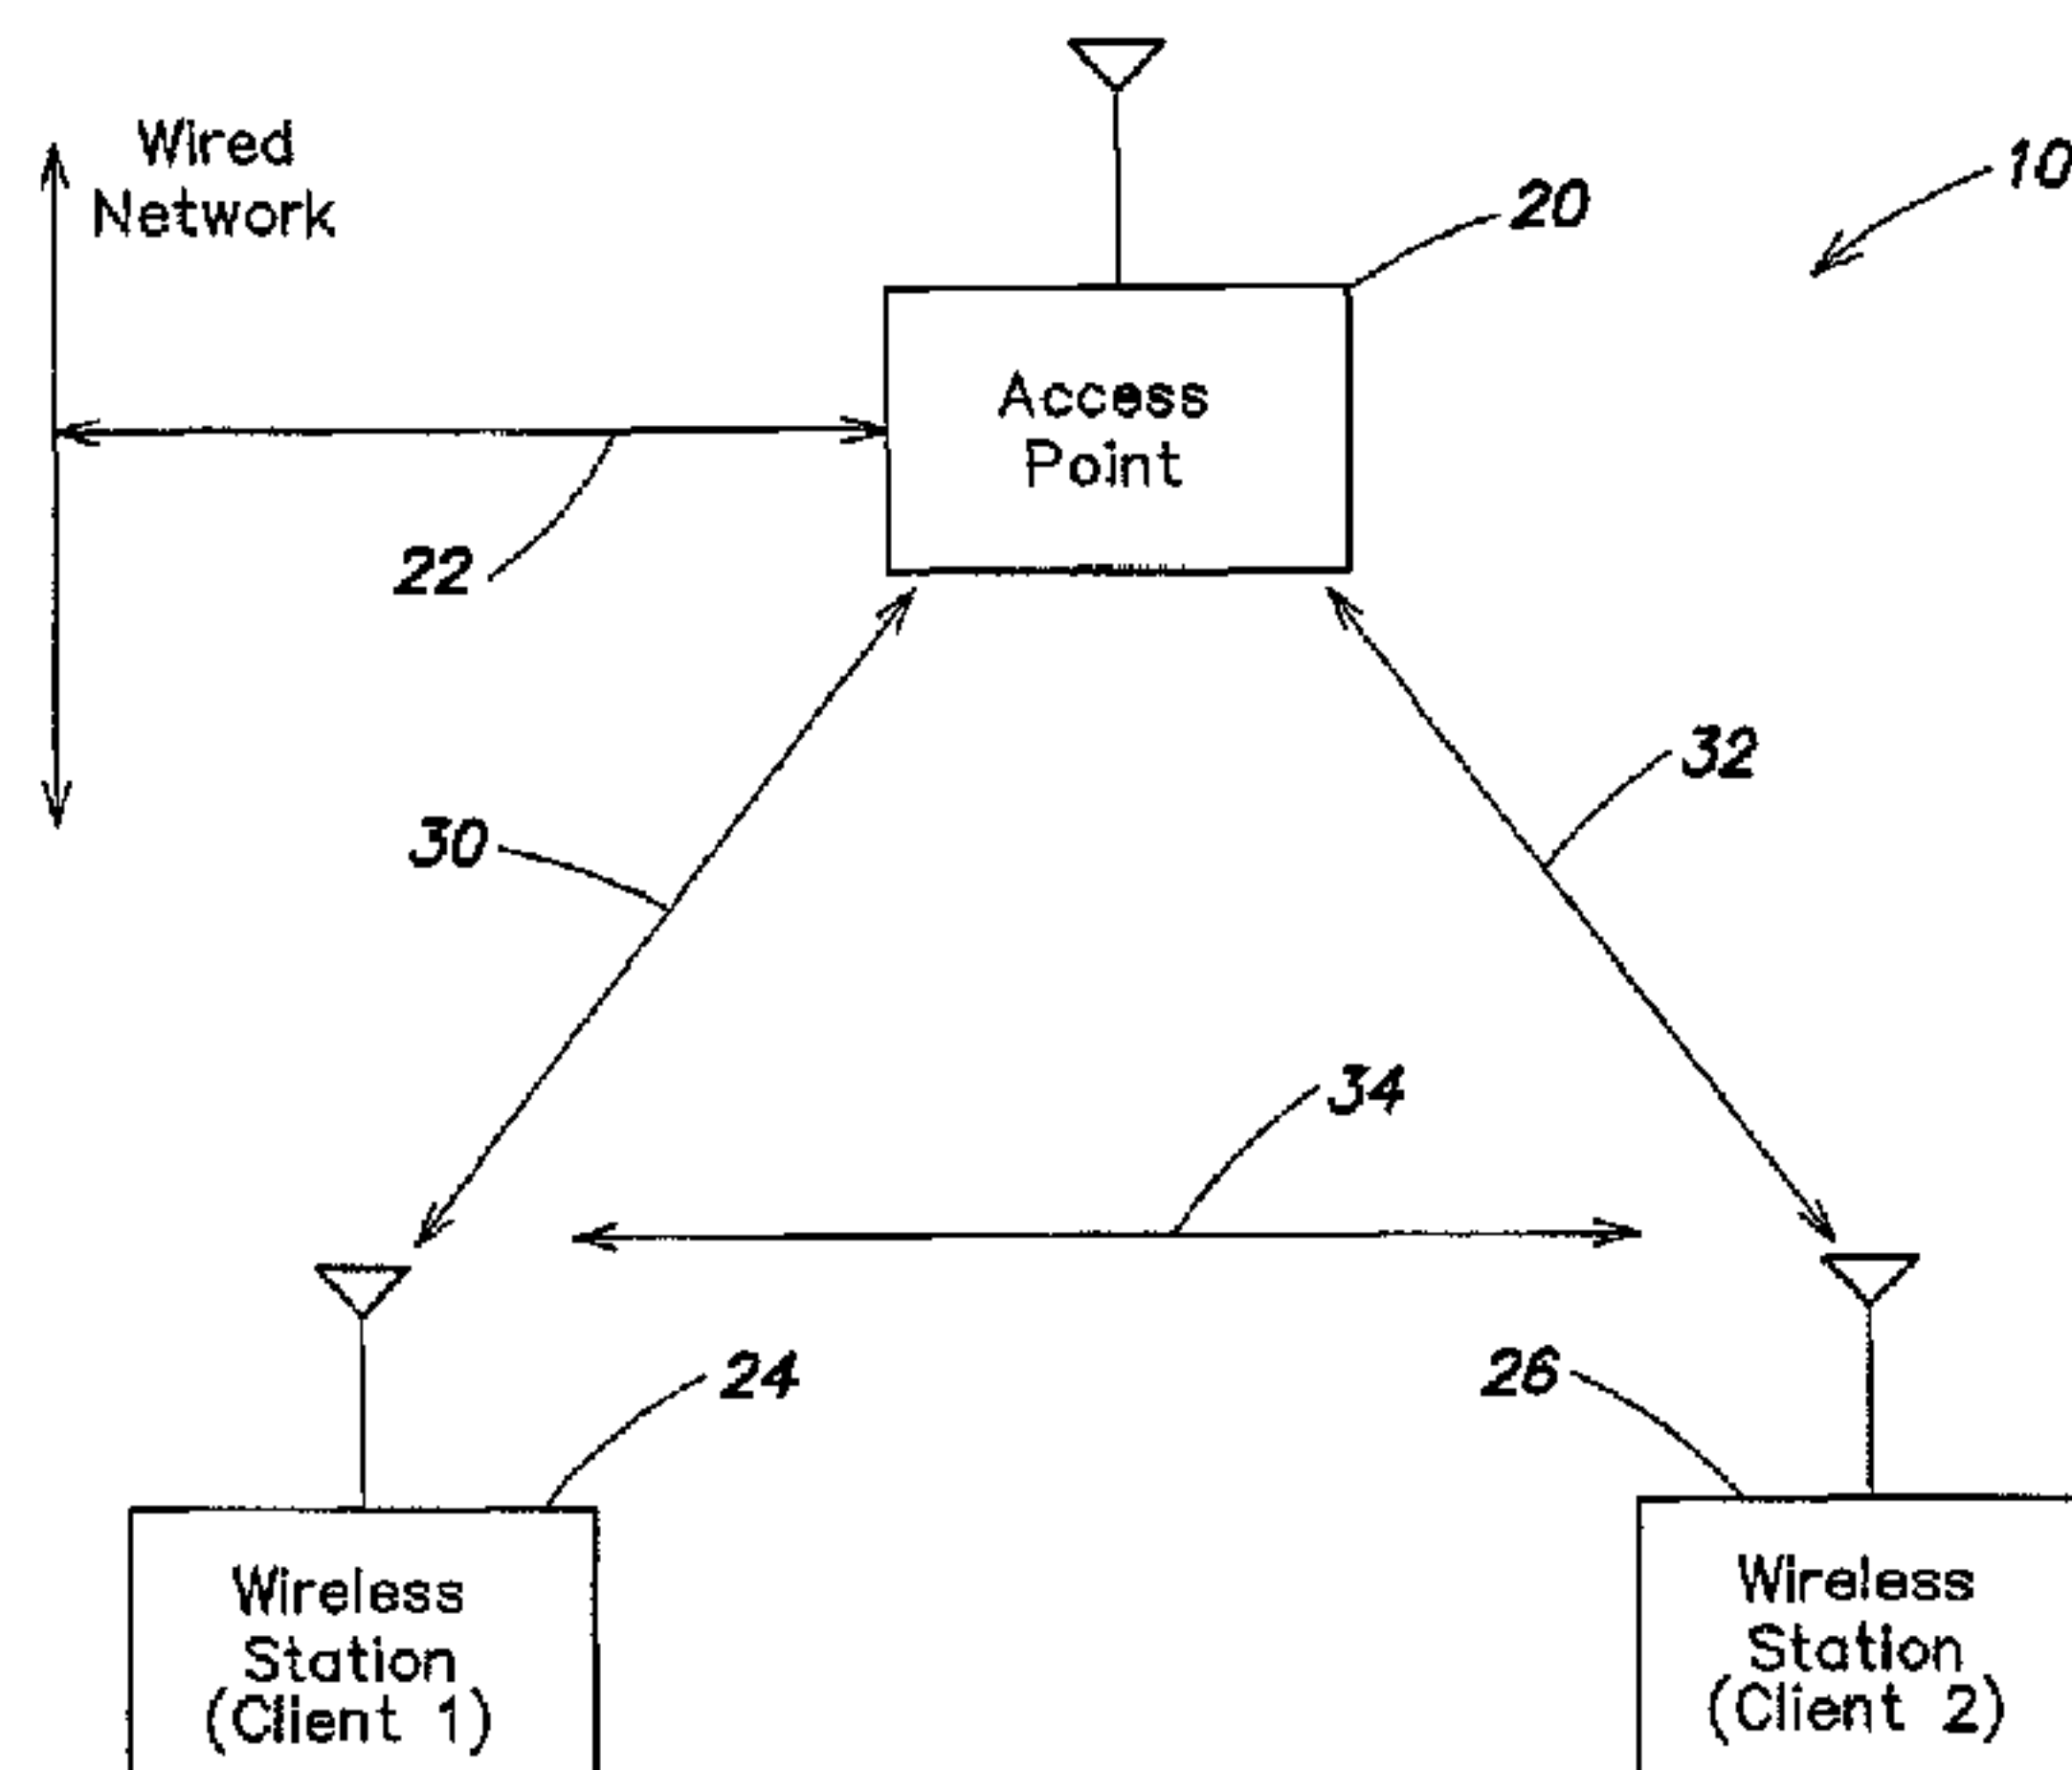 Wired
Network
10
20
Access
Point
22
32
30
34
24
26
Wireless
Station
(Client 1)
Wireless
Station
(Client 2)